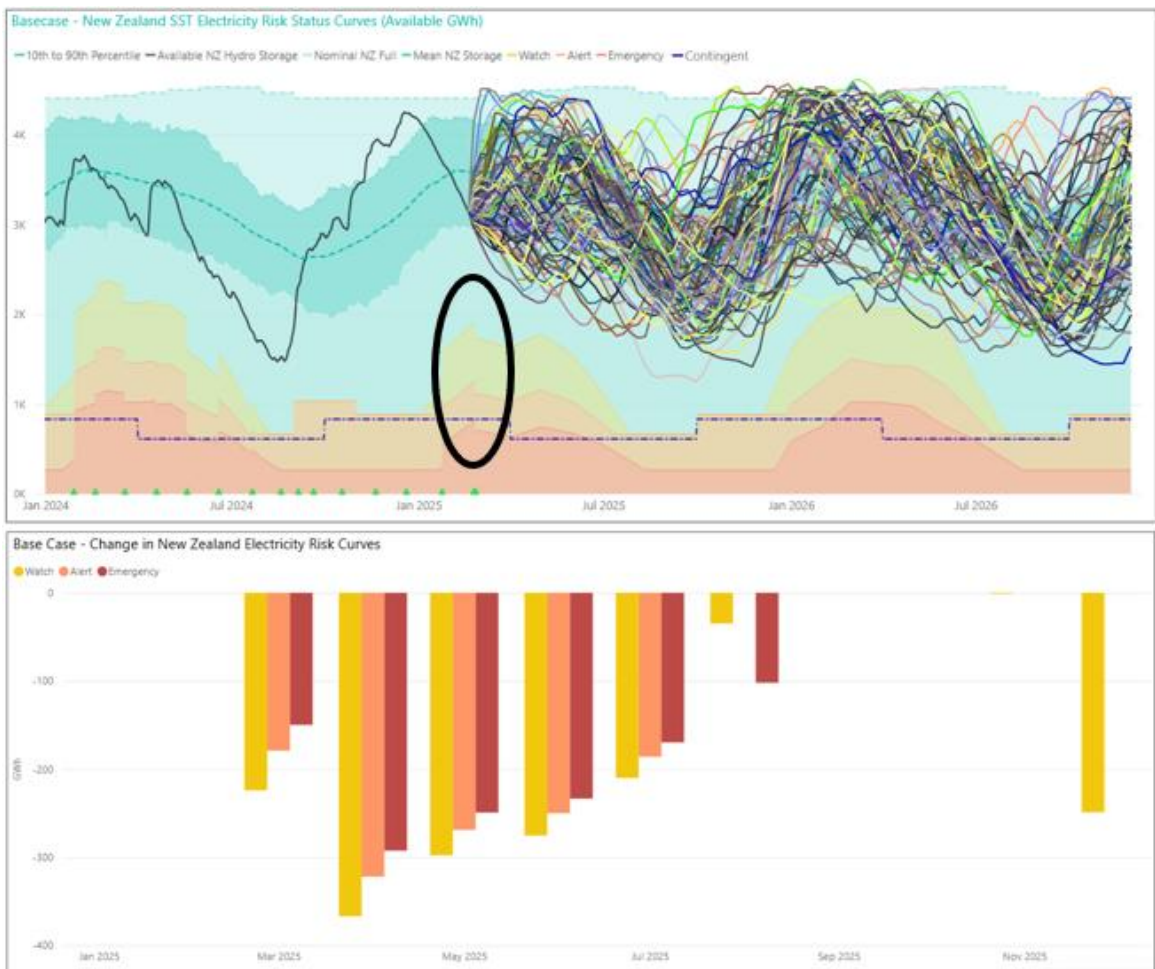 Basecase - New Zealand SST Electricity Risk Status Curves (Available GWh)
10th to 90th Percentile Available NZ Hydro Storage Nominal NZ Full Mean NZ Storage Watch Alert Emergency Contingent
4K
3K
2K
1K
0K
Jan 2024 Jul 2024 Jan 2025 Jul 2025 Jan 2026 Jul 2026
Base Case - Change in New Zealand Electricity Risk Curves
Watch Alert Emergency
0
-100
-200
GWh
-300
-400
Jan 2025 Mar 2025 May 2025 Jul 2025 Sep 2025 Nov 2025